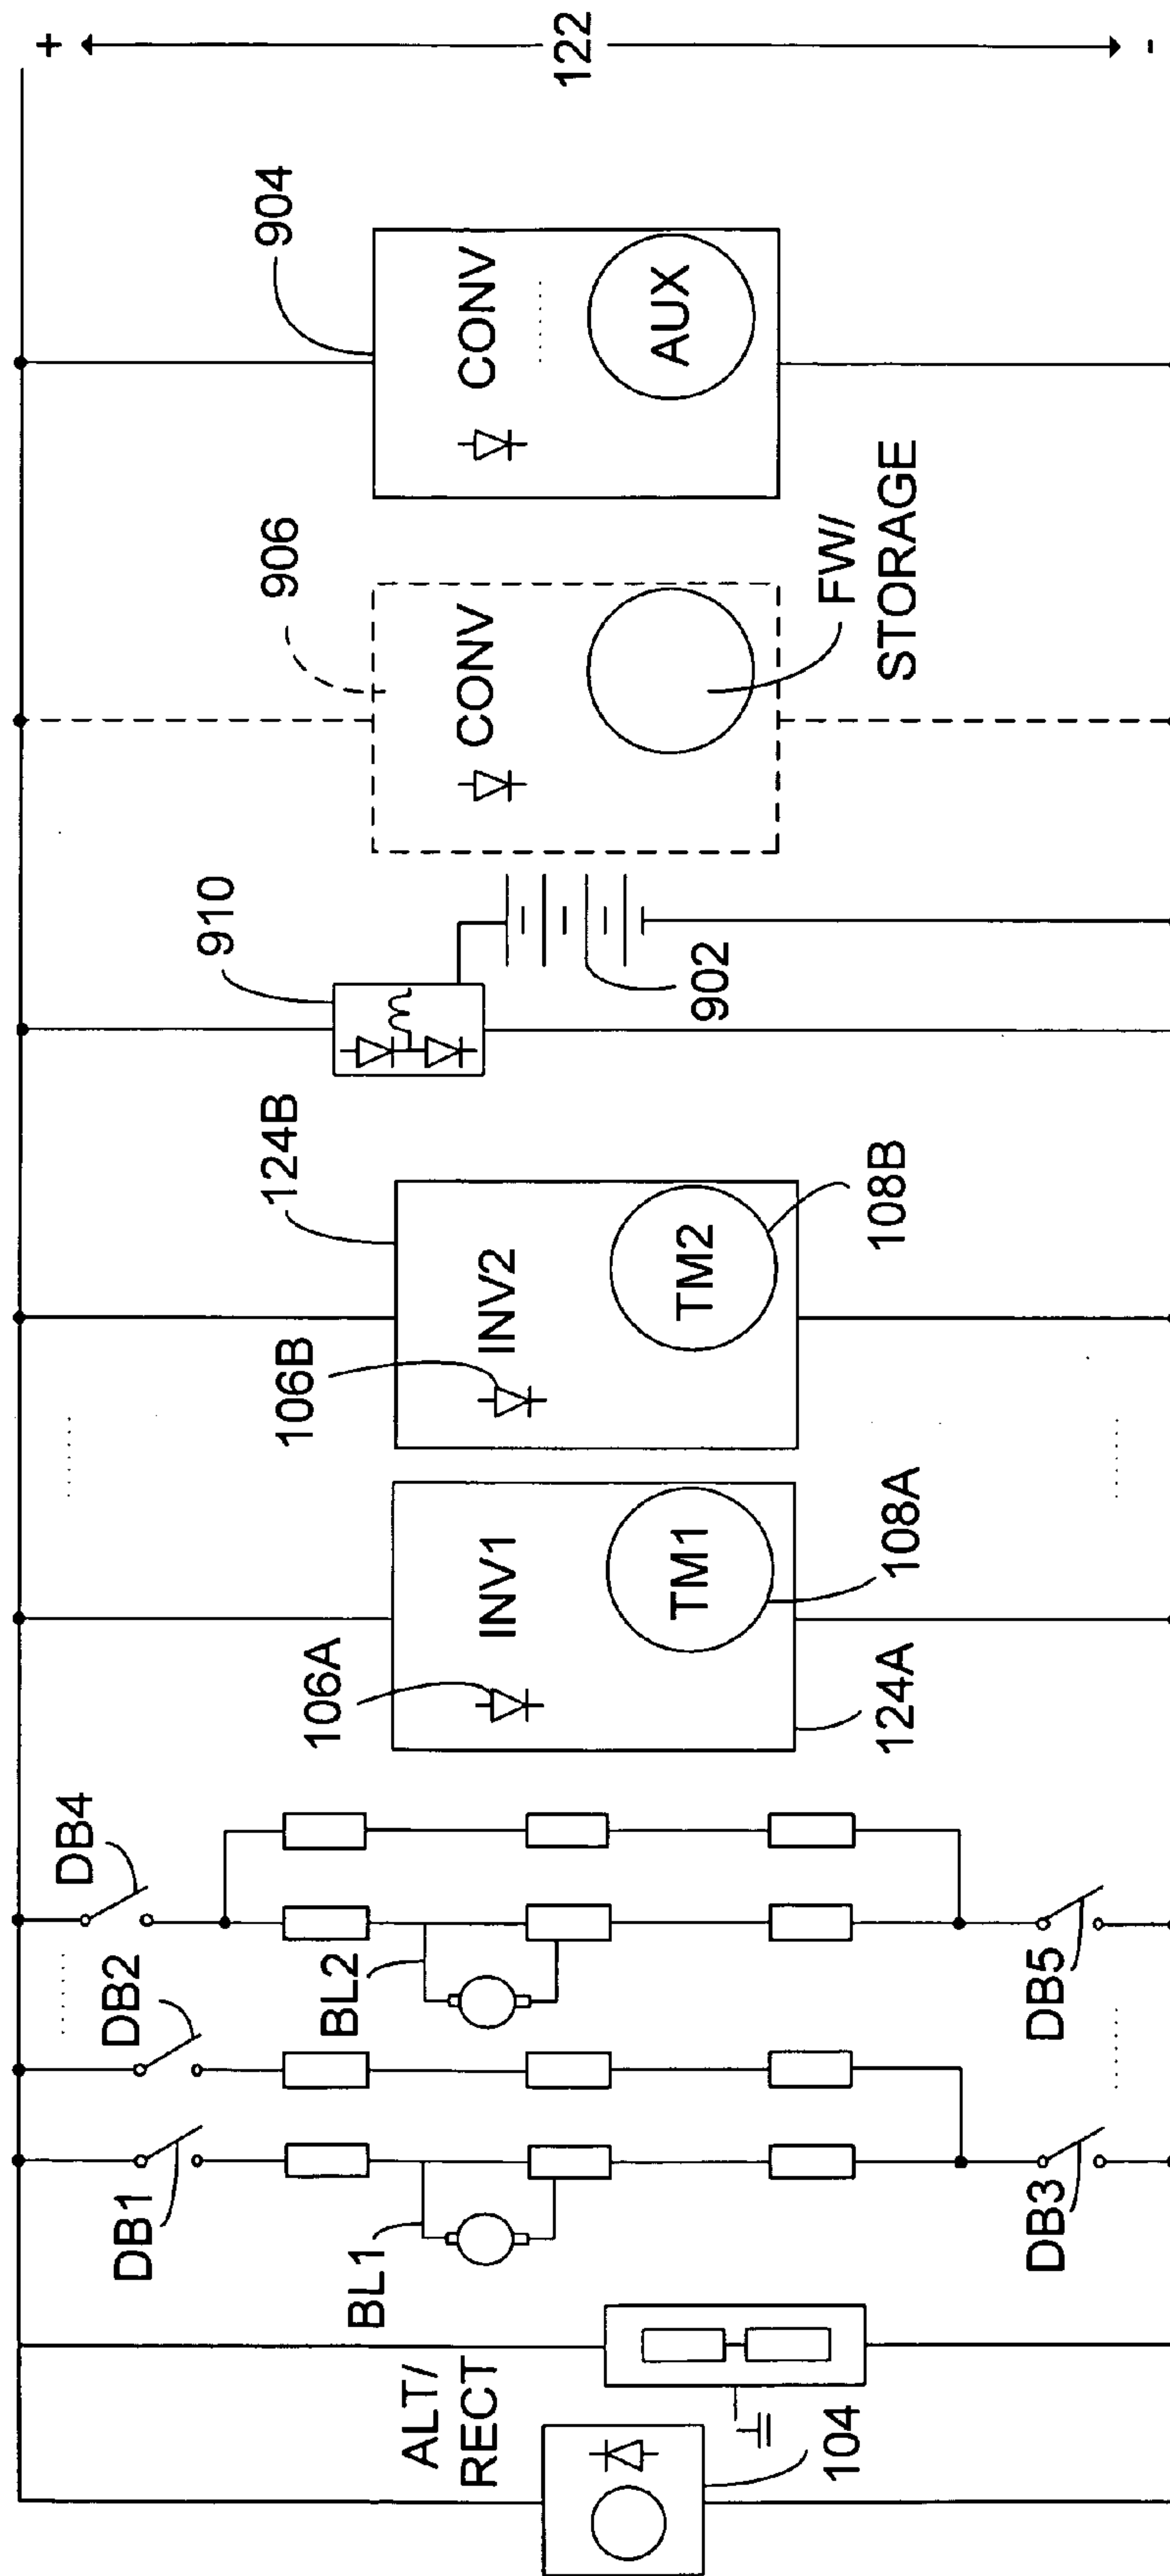 +
122
-
904
CONV
AUX
906
CONV
FW/
STORAGE
910
902
124B
INV2
106B
TM2
108B
106A
INV1
TM1
108A
124A
DB4
DB2
BL2
DB5
DB1
BL1
DB3
ALT/
RECT
104